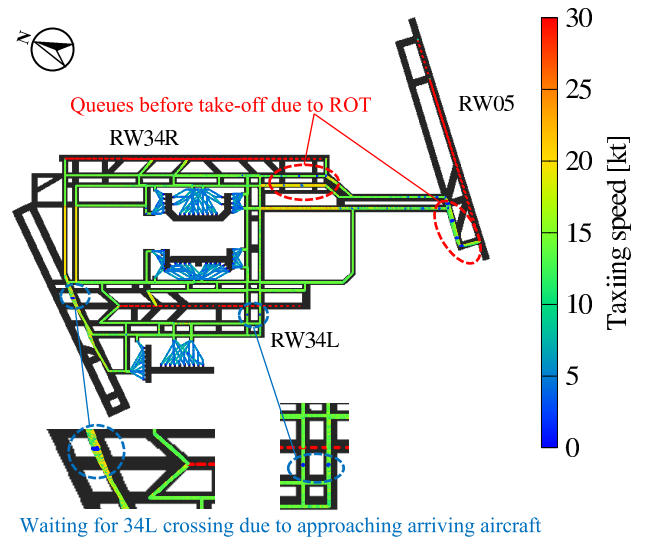 N
Queues before take-off due to ROT
RW34R
RW05
RW34L
30
25
20
15
10
5
0
Taxiing speed [kt]
Waiting for 34L crossing due to approaching arriving aircraft